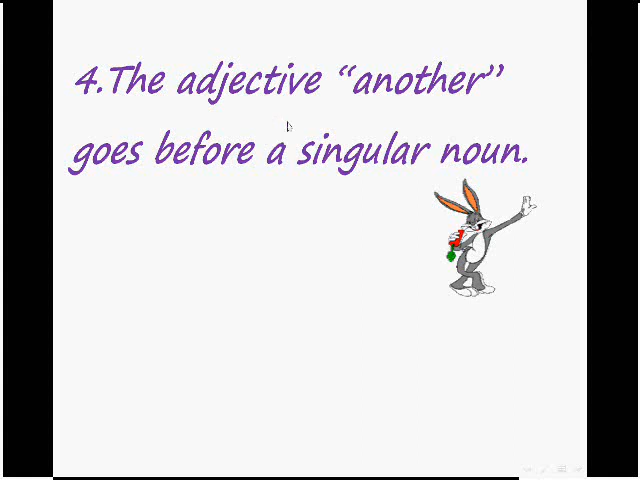 4.The adjective “another”
goes before a singular noun.